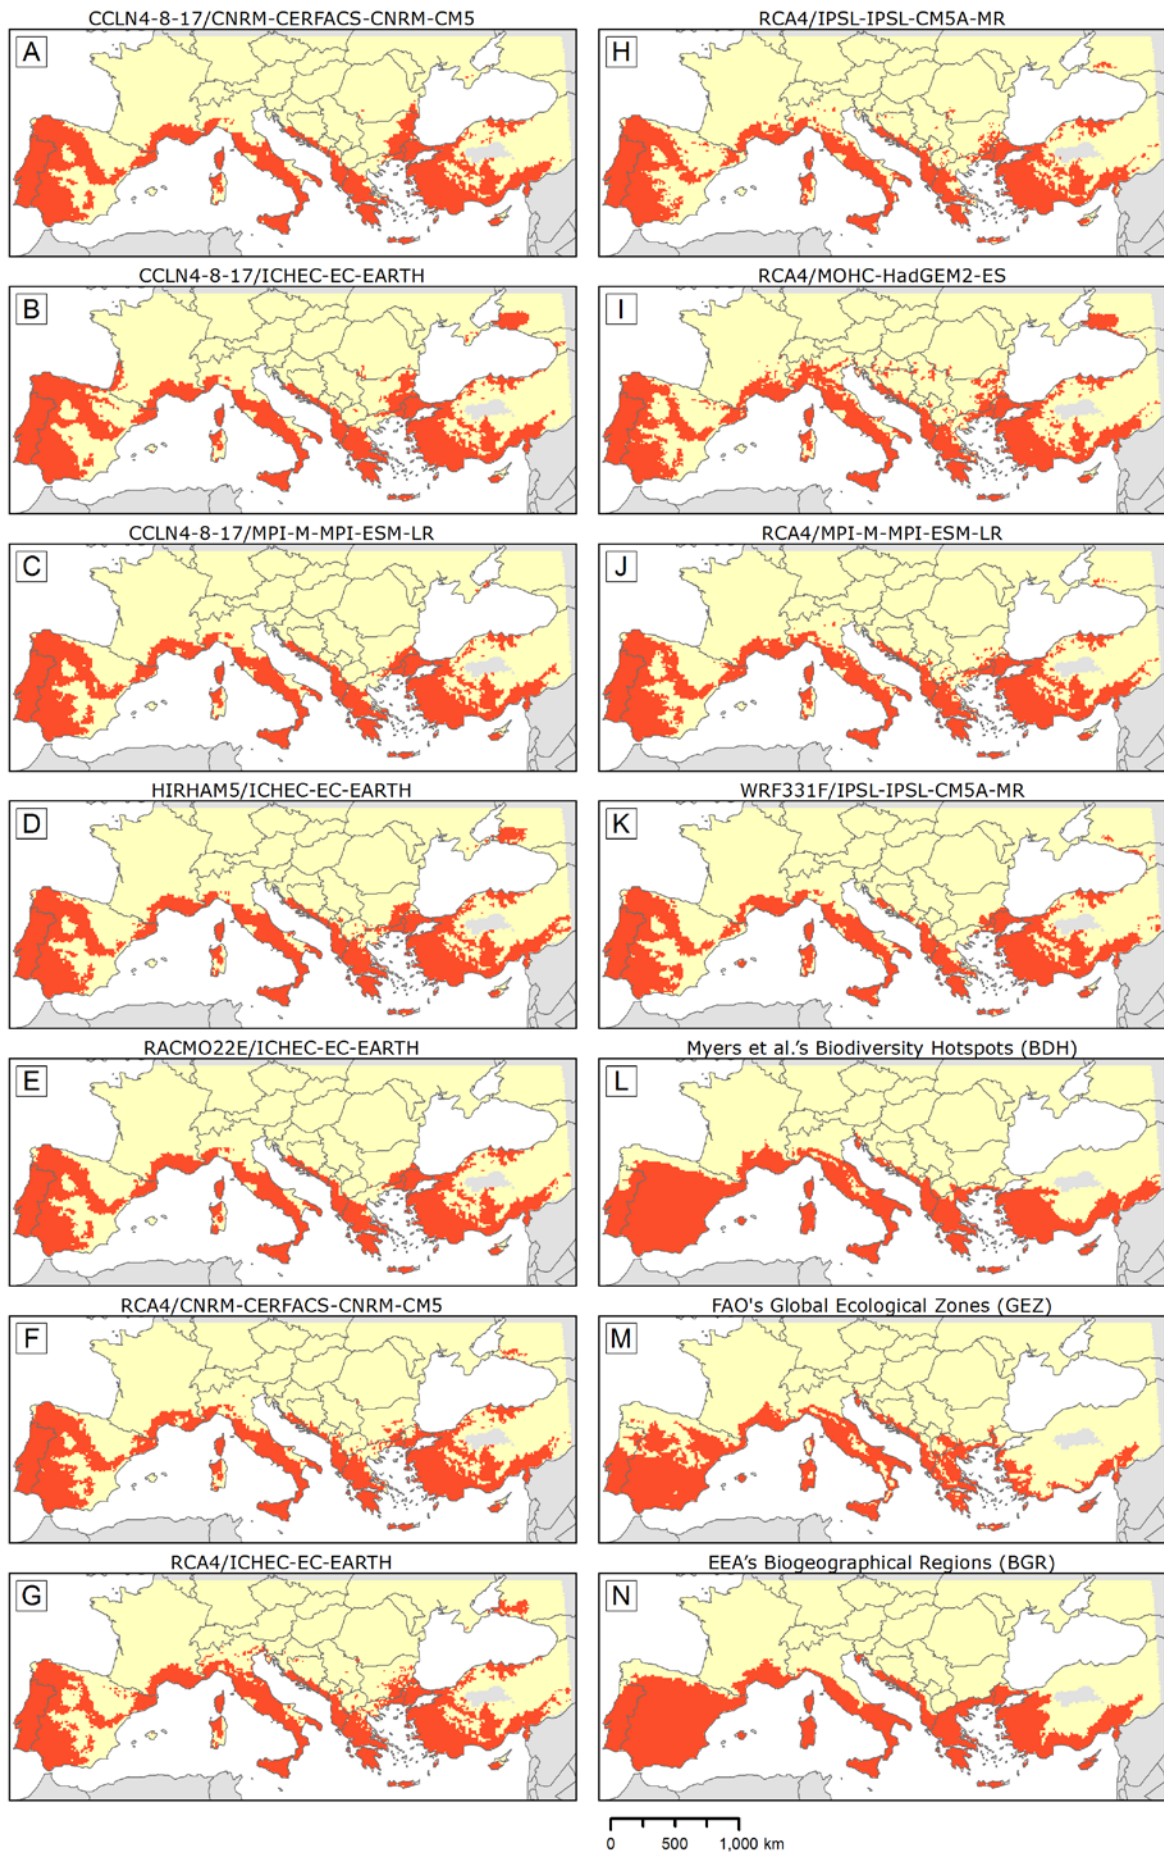 CCLN4-8-17/CNRM-CERFACS-CNRM-CM5
A
CCLN4-8-17/ICHEC-EC-EARTH
B
CCLN4-8-17/MPI-M-MPI-ESM-LR
C
HIRHAM5/ICHEC-EC-EARTH
D
RACMO22E/ICHEC-EC-EARTH
E
RCA4/CNRM-CERFACS-CNRM-CM5
F
RCA4/ICHEC-EC-EARTH
G
RCA4/IPSL-IPSL-CM5A-MR
H
RCA4/MOHC-HadGEM2-ES
I
RCA4/MPI-M-MPI-ESM-LR
J
WRF331F/IPSL-IPSL-CM5A-MR
K
Myers et al.'s Biodiversity Hotspots (BDH)
L
FAO's Global Ecological Zones (GEZ)
M
EEA's Biogeographical Regions (BGR)
N
0 500 1,000 km